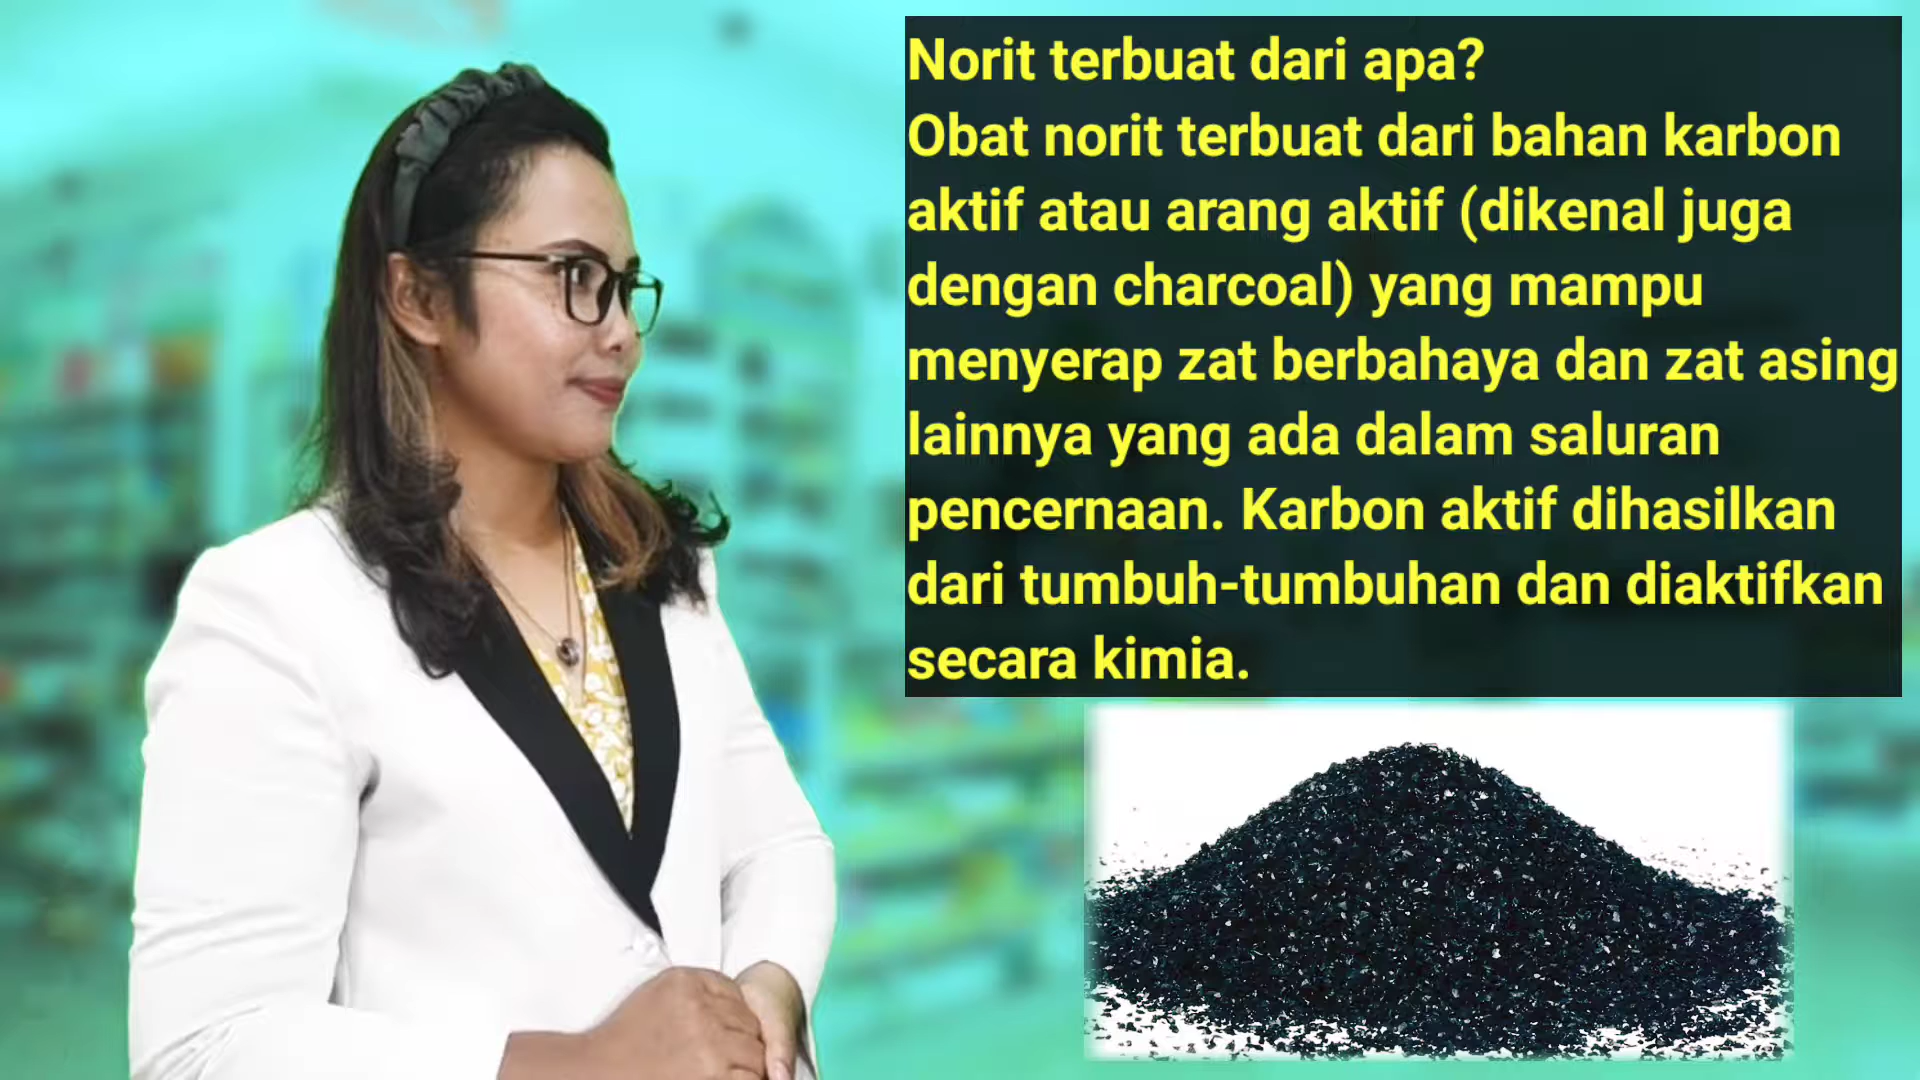 Norit terbuat dari apa?
Obat norit terbuat dari bahan karbon
aktif atau arang aktif (dikenal juga
dengan charcoal) yang mampu
menyerap zat berbahaya dan zat asing
lainnya yang ada dalam saluran
pencernaan. Karbon aktif dihasilkan
dari tumbuh-tumbuhan dan diaktifkan
secara kimia.